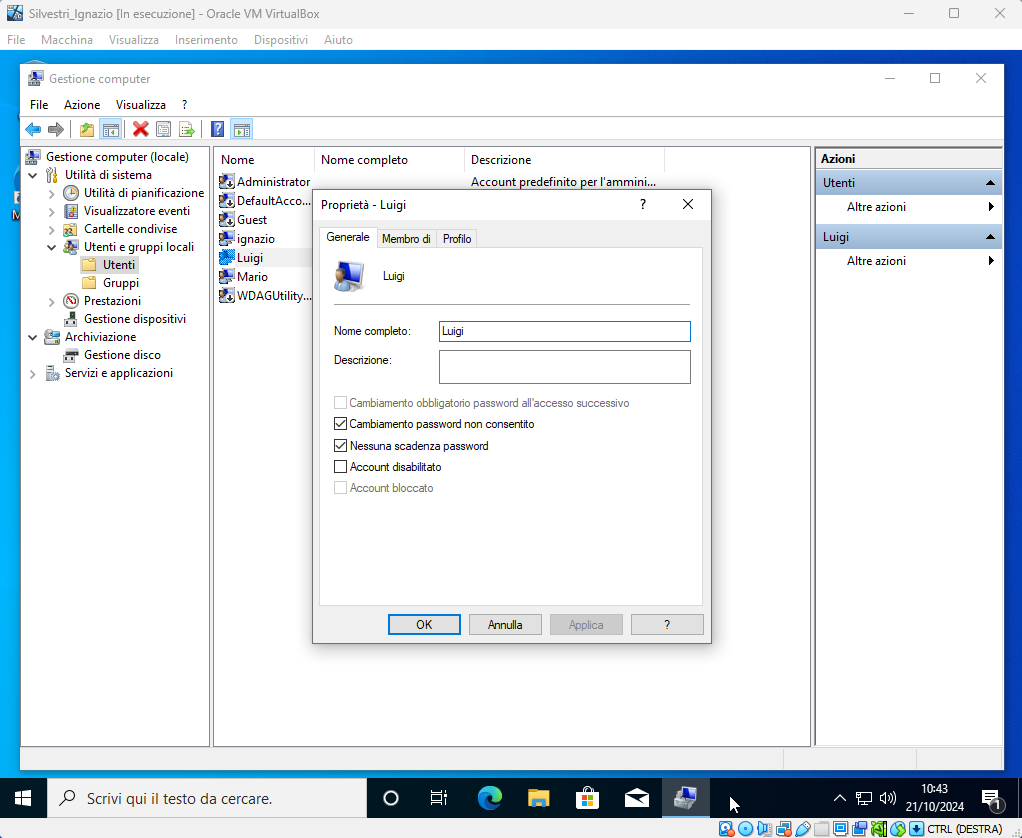 Silvestri_Ignazio [In esecuzione] - Oracle VM VirtualBox
File Macchina Visualizza Inserimento Dispositivi Aiuto
Gestione computer
File Azione Visualizza ?
Gestione computer (locale)
Utilità di sistema
Utilità di pianificazione
Visualizzatore eventi
Cartelle condivise
Utenti e gruppi locali
Utenti
Gruppi
Prestazioni
Gestione dispositivi
Archiviazione
Gestione disco
Servizi e applicazioni
Nome Nome completo Descrizione
Administrator Account predefinito per l'ammini...
DefaultAcco...
Guest
ignazio
Luigi
Mario
WDAGUtility...
Proprietà - Luigi ?
Generale Membro di Profilo
Luigi
Nome completo: Luigi
Descrizione:
Cambiamento obbligatorio password all'accesso successivo
Cambiamento password non consentito
Nessuna scadenza password
Account disabilitato
Account bloccato
OK Annulla Applica ?
Azioni
Utenti
Altre azioni
Luigi
Altre azioni
Scrivi qui il testo da cercare.
10:43
21/10/2024
1
CTRL (DESTRA)